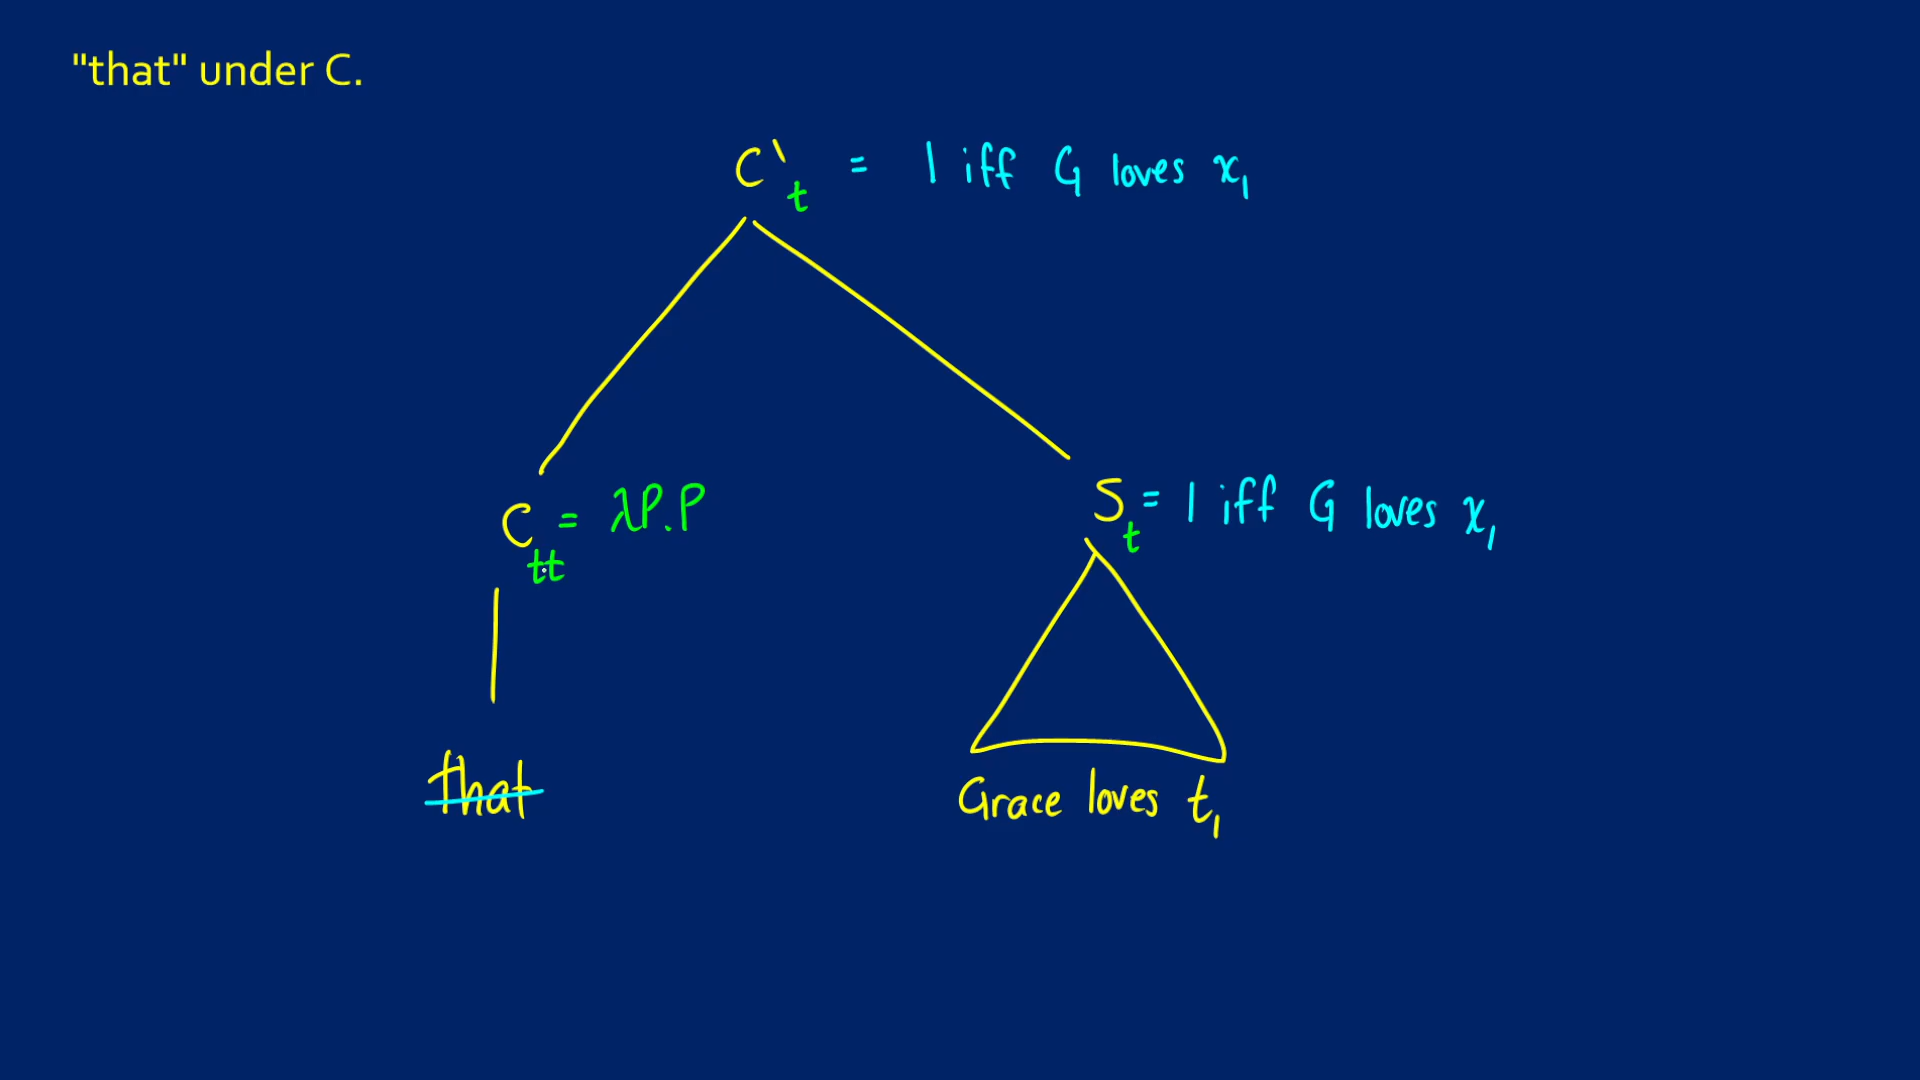 "that" under C.
C' t = 1 iff G loves x₁
C tt = λP.P
S t = 1 iff G loves x₁
that
Grace loves t₁